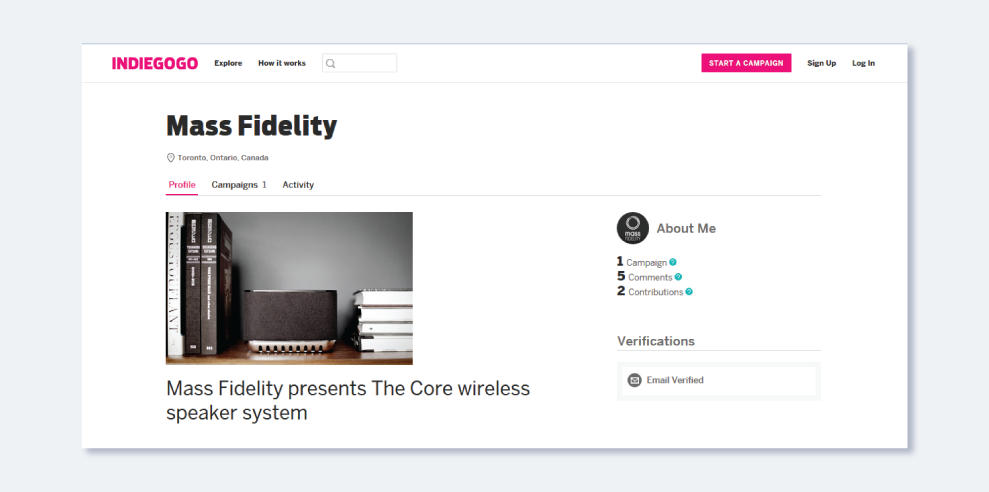 INDIEGOGO Explore How it works START A CAMPAIGN Sign Up Log In
Mass Fidelity
Toronto, Ontario, Canada
Profile Campaigns 1 Activity
mass
FIDELITY
About Me
1 Campaign ?
5 Comments ?
2 Contributions ?
Verifications
Email Verified
Mass Fidelity presents The Core wireless
speaker system